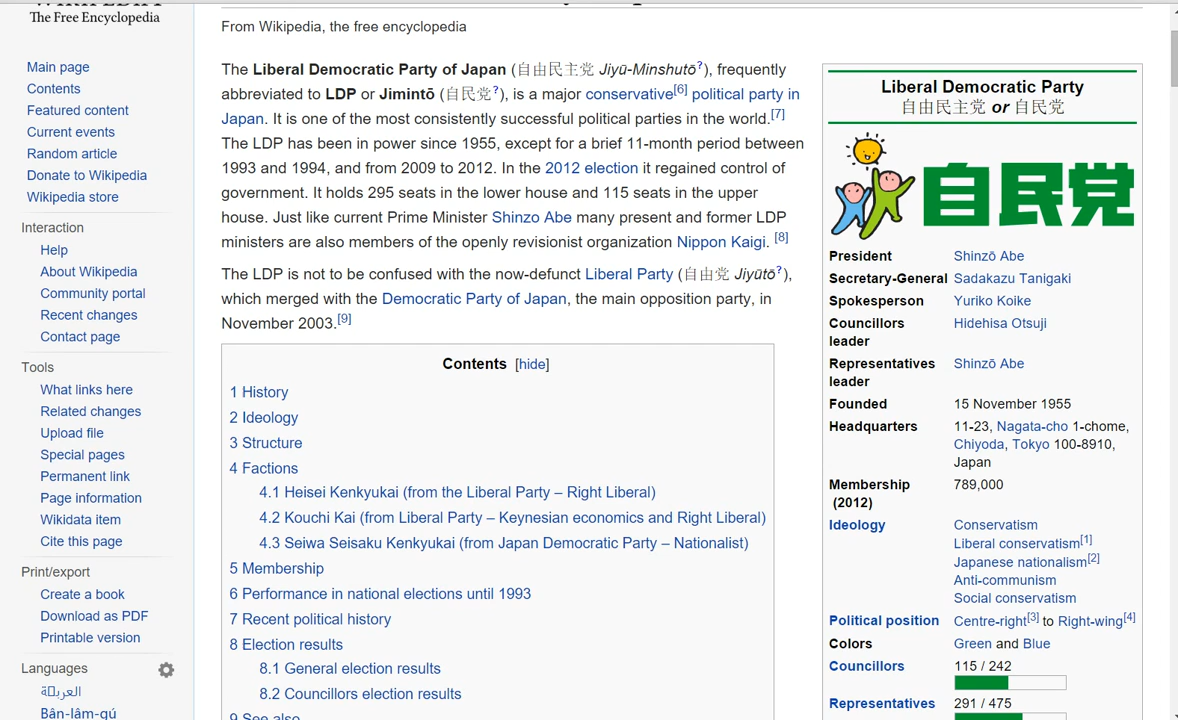 The Free Encyclopedia
Main page
Contents
Featured content
Current events
Random article
Donate to Wikipedia
Wikipedia store
Interaction
Help
About Wikipedia
Community portal
Recent changes
Contact page
Tools
What links here
Related changes
Upload file
Special pages
Permanent link
Page information
Wikidata item
Cite this page
Print/export
Create a book
Download as PDF
Printable version
Languages
العربية
Bân-lâm-gú
From Wikipedia, the free encyclopedia
The Liberal Democratic Party of Japan (自由民主党 Jiyū-Minshutō?), frequently
abbreviated to LDP or Jimintō (自民党?), is a major conservative[6] political party in
Japan. It is one of the most consistently successful political parties in the world.[7]
The LDP has been in power since 1955, except for a brief 11-month period between
1993 and 1994, and from 2009 to 2012. In the 2012 election it regained control of
government. It holds 295 seats in the lower house and 115 seats in the upper
house. Just like current Prime Minister Shinzo Abe many present and former LDP
ministers are also members of the openly revisionist organization Nippon Kaigi. [8]
The LDP is not to be confused with the now-defunct Liberal Party (自由党 Jiyūtō?),
which merged with the Democratic Party of Japan, the main opposition party, in
November 2003.[9]
Contents [hide]
1 History
2 Ideology
3 Structure
4 Factions
4.1 Heisei Kenkyukai (from the Liberal Party – Right Liberal)
4.2 Kouchi Kai (from Liberal Party – Keynesian economics and Right Liberal)
4.3 Seiwa Seisaku Kenkyukai (from Japan Democratic Party – Nationalist)
5 Membership
6 Performance in national elections until 1993
7 Recent political history
8 Election results
8.1 General election results
8.2 Councillors election results
9 See also
Liberal Democratic Party
自由民主党 or 自民党
自民党
President Shinzō Abe
Secretary-General Sadakazu Tanigaki
Spokesperson Yuriko Koike
Councillors Hidehisa Otsuji
leader
Representatives Shinzō Abe
leader
Founded 15 November 1955
Headquarters 11-23, Nagata-cho 1-chome,
Chiyoda, Tokyo 100-8910,
Japan
Membership 789,000
(2012)
Ideology Conservatism
Liberal conservatism[1]
Japanese nationalism[2]
Anti-communism
Social conservatism
Political position Centre-right[3] to Right-wing[4]
Colors Green and Blue
Councillors 115 / 242
Representatives 291 / 475